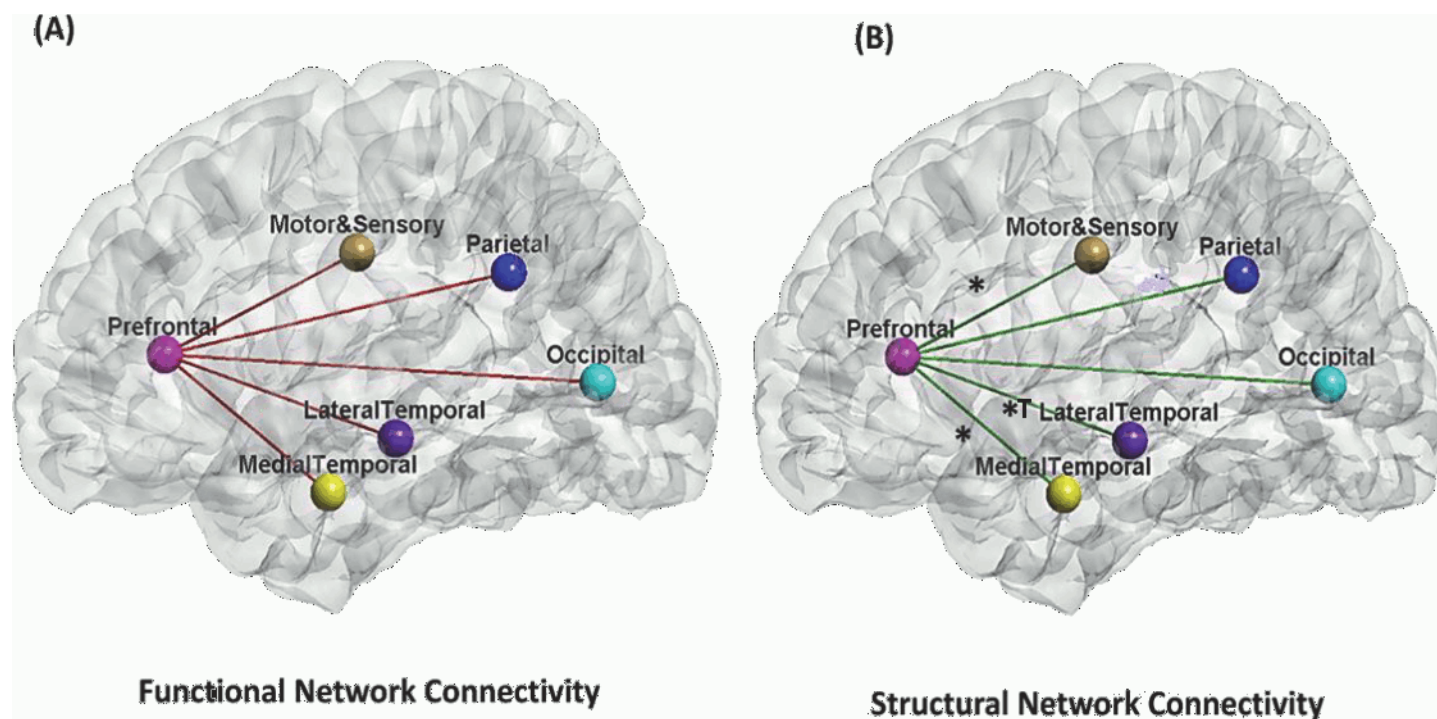 (A)
Motor&Sensory
Parietal
Prefrontal
Occipital
LateralTemporal
MedialTemporal
Functional Network Connectivity
(B)
Motor&Sensory
Parietal
*
Prefrontal
Occipital
*T LateralTemporal
*
MedialTemporal
Structural Network Connectivity